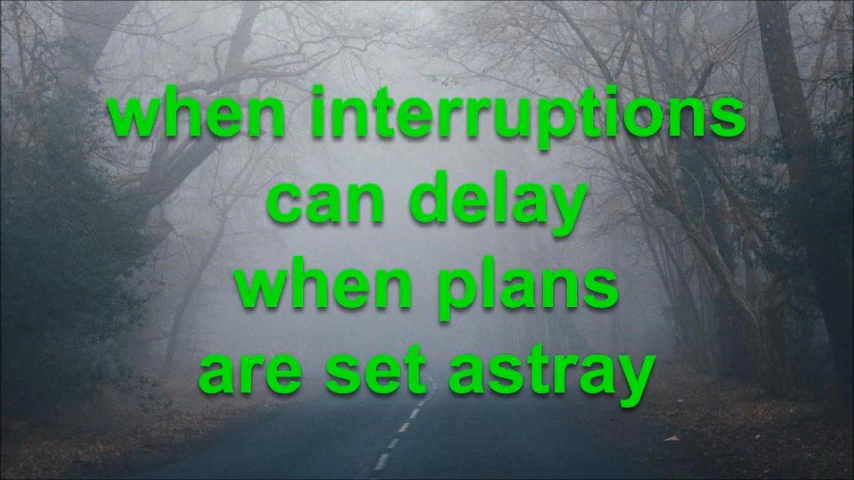 when interruptions
can delay
when plans
are set astray